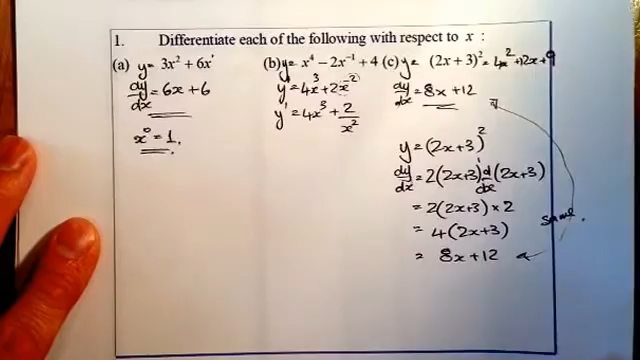 1. Differentiate each of the following with respect to x :
(a) y= 3x² + 6x¹
dy/dx = 6x + 6
x⁰ = 1.
(b) y= x⁴ − 2x⁻¹ + 4
y' = 4x³ + 2x⁻²
y' = 4x³ + 2/x²
(c) y= (2x + 3)² = 4x² + 12x + 9
dy/dx = 8x + 12
y = (2x+3)²
dy/dx = 2(2x+3)¹ d/dx (2x+3)
= 2(2x+3) × 2
= 4(2x+3)
same.
= 8x + 12